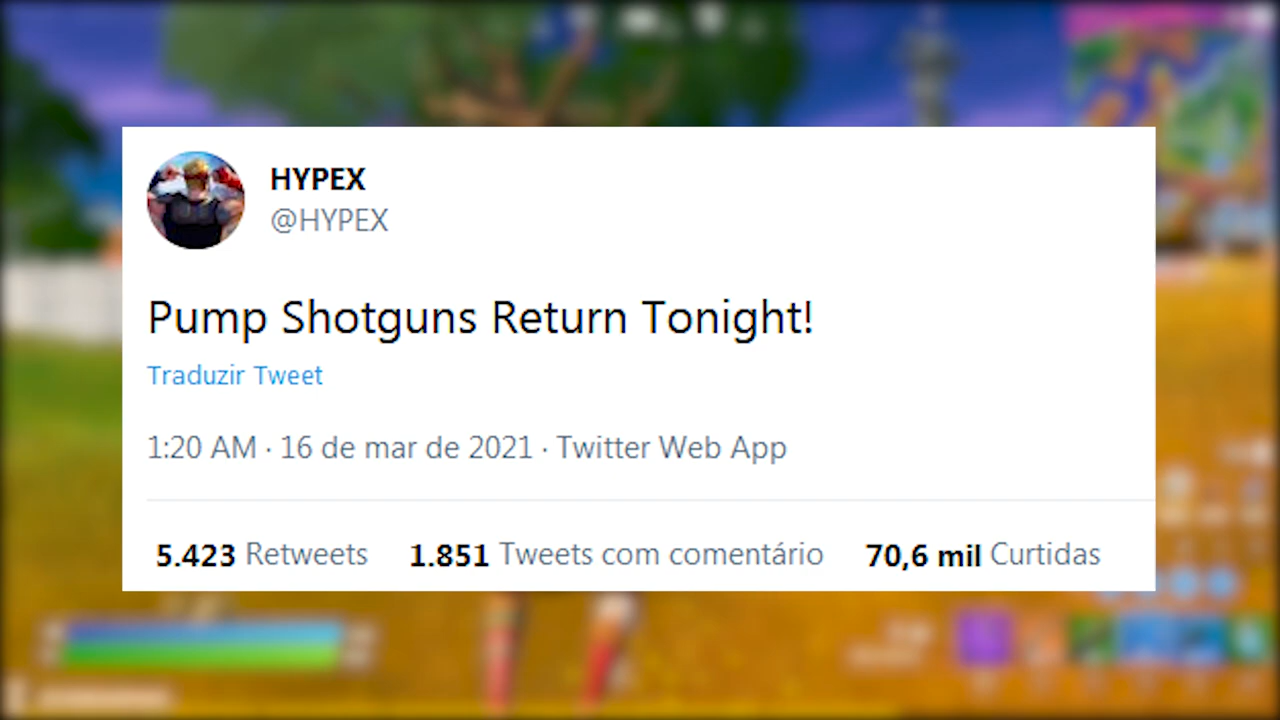 HYPEX
@HYPEX
Pump Shotguns Return Tonight!
Traduzir Tweet
1:20 AM · 16 de mar de 2021 · Twitter Web App
5.423 Retweets 1.851 Tweets com comentário 70,6 mil Curtidas